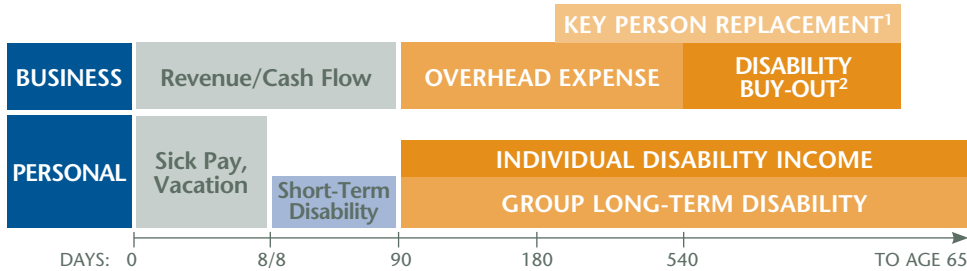 KEY PERSON REPLACEMENT1
BUSINESS
Revenue/Cash Flow
OVERHEAD EXPENSE
DISABILITY
BUY-OUT2
PERSONAL
Sick Pay,
Vacation
Short-Term
Disability
INDIVIDUAL DISABILITY INCOME
GROUP LONG-TERM DISABILITY
DAYS: 0 8/8 90 180 540 TO AGE 65